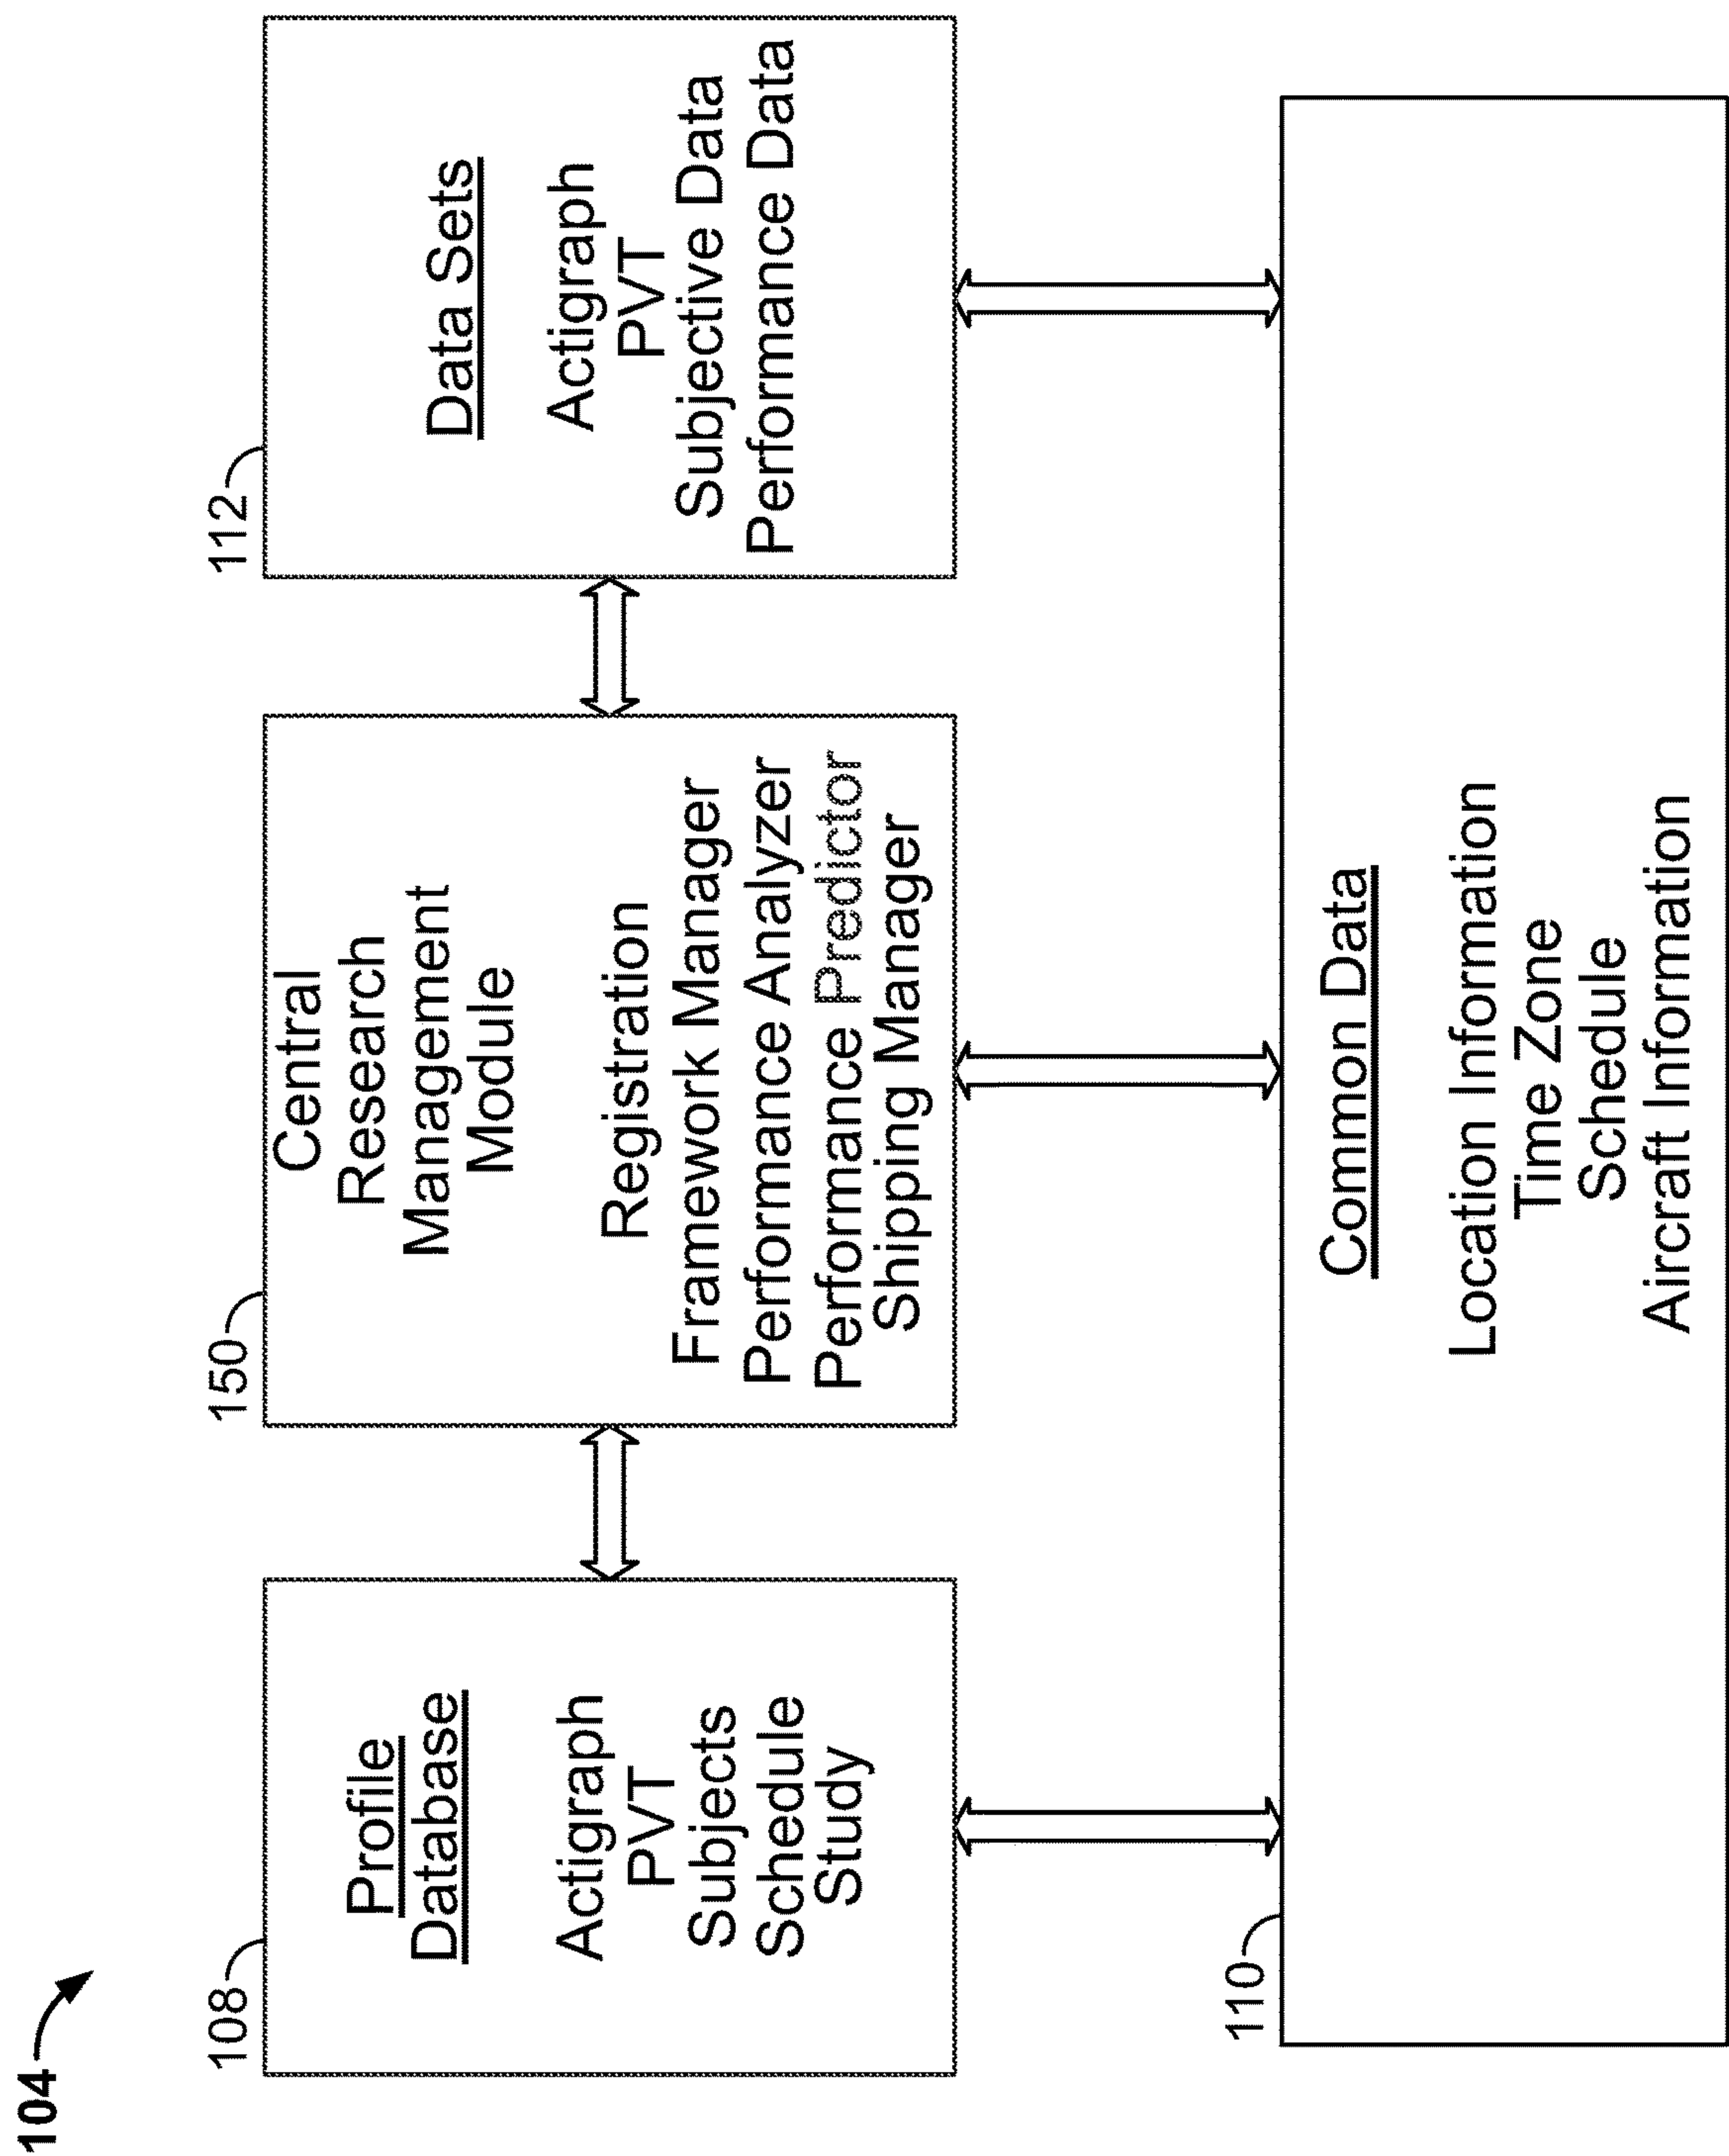 104
108
Profile
Database
Actigraph
PVT
Subjects
Schedule
Study
150
Central
Research
Management
Module
Registration
Framework Manager
Performance Analyzer
Performance Predictor
Shipping Manager
112
Data Sets
Actigraph
PVT
Subjective Data
Performance Data
110
Common Data
Location Information
Time Zone
Schedule
Aircraft Information